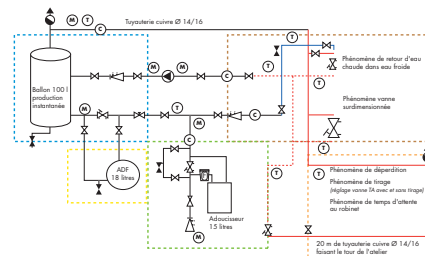 M
T
Tuyauterie cuivre Ø 14/16
C
T
T
Phénomène de retour d'eau
chaude dans eau froide
M
M
C
T
Ballon 100 l
production
instantanée
Phénomène vanne
surdimensionnée
M
T
C
M
T
C
T
T
Phénomène de déperdition
Phénomène de tirage
(réglage vanne TA avec et sans tirage)
Phénomène de temps d'attente
au robinet
ADF
18 litres
Adoucisseur
15 litres
M
20 m de tuyauterie cuivre Ø 14/16
faisant le tour de l'atelier